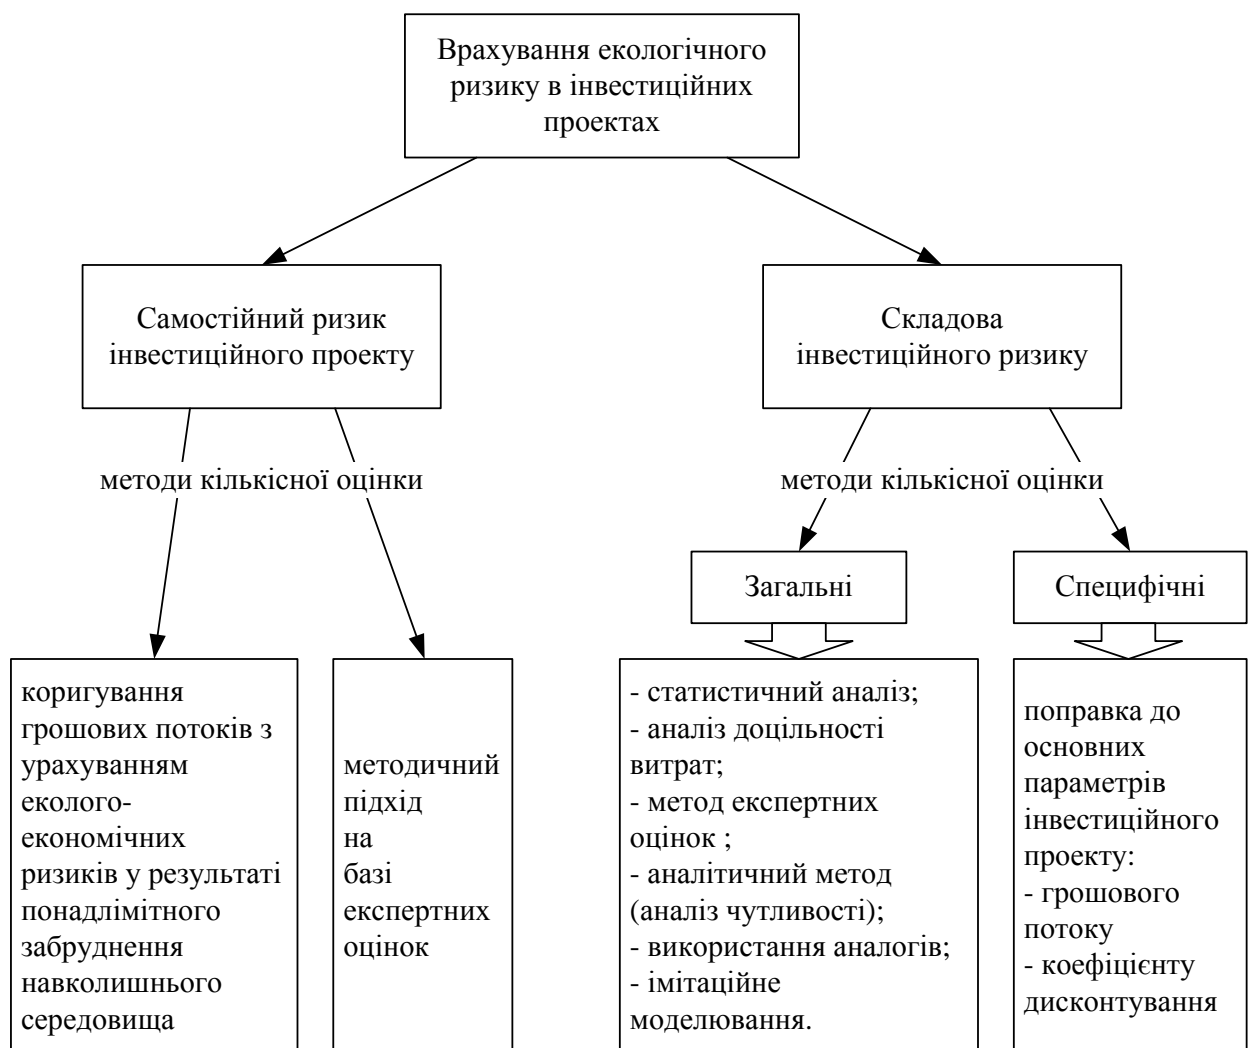 Врахування екологічного
ризику в інвестиційних
проектах
Самостійний ризик
інвестиційного проекту
Складова
інвестиційного ризику
методи кількісної оцінки
методи кількісної оцінки
Загальні
Специфічні
коригування
грошових потоків з
урахуванням
еколого-
економічних
ризиків у результаті
понадлімітного
забруднення
навколишнього
середовища
методичний
підхід
на
базі
експертних
оцінок
- статистичний аналіз;
- аналіз доцільності
витрат;
- метод експертних
оцінок ;
- аналітичний метод
(аналіз чутливості);
- використання аналогів;
- імітаційне
моделювання.
поправка до
основних
параметрів
інвестиційного
проекту:
- грошового
потоку
- коефіцієнту
дисконтування